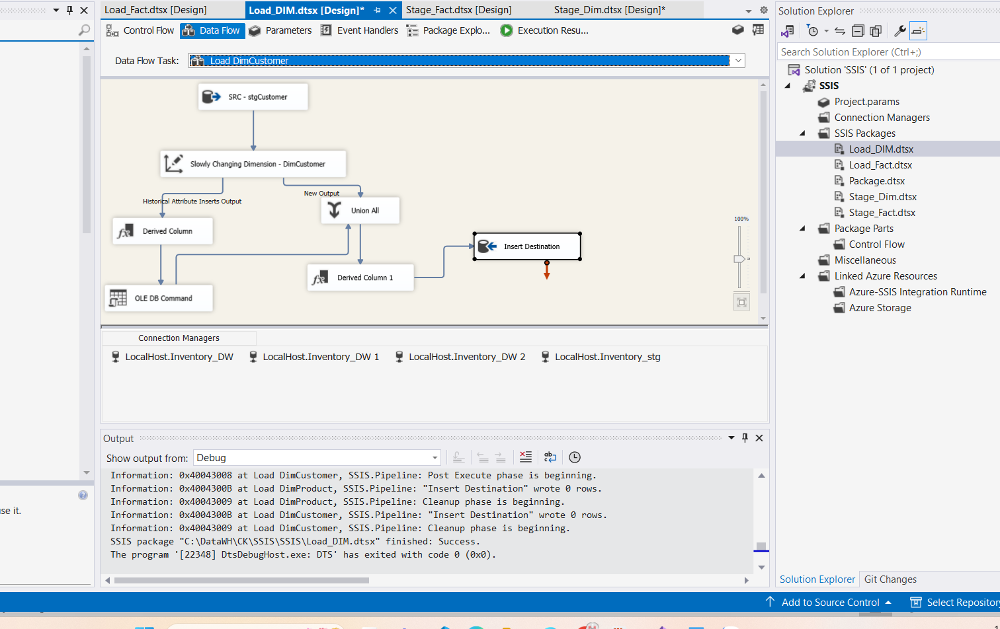 Load_Fact.dtsx [Design]
Load_DIM.dtsx [Design]*
Stage_Fact.dtsx [Design]
Stage_Dim.dtsx [Design]*
Control Flow
Data Flow
Parameters
Event Handlers
Package Explo...
Execution Resu...
Data Flow Task:
Load DimCustomer
SRC - stgCustomer
Slowly Changing Dimension - DimCustomer
Historical Attribute Inserts Output
New Output
Union All
Derived Column
Insert Destination
Derived Column 1
OLE DB Command
100%
Connection Managers
LocalHost.Inventory_DW
LocalHost.Inventory_DW 1
LocalHost.Inventory_DW 2
LocalHost.Inventory_stg
Output
Show output from:
Debug
Information: 0x40043008 at Load DimCustomer, SSIS.Pipeline: Post Execute phase is beginning.
Information: 0x4004300B at Load DimProduct, SSIS.Pipeline: "Insert Destination" wrote 0 rows.
Information: 0x40043009 at Load DimProduct, SSIS.Pipeline: Cleanup phase is beginning.
Information: 0x4004300B at Load DimCustomer, SSIS.Pipeline: "Insert Destination" wrote 0 rows.
Information: 0x40043009 at Load DimCustomer, SSIS.Pipeline: Cleanup phase is beginning.
SSIS package "C:\DataWH\CK\SSIS\SSIS\Load_DIM.dtsx" finished: Success.
The program '[22348] DtsDebugHost.exe: DTS' has exited with code 0 (0x0).
se it.
Solution Explorer
Search Solution Explorer (Ctrl+;)
Solution 'SSIS' (1 of 1 project)
SSIS
Project.params
Connection Managers
SSIS Packages
Load_DIM.dtsx
Load_Fact.dtsx
Package.dtsx
Stage_Dim.dtsx
Stage_Fact.dtsx
Package Parts
Control Flow
Miscellaneous
Linked Azure Resources
Azure-SSIS Integration Runtime
Azure Storage
Solution Explorer
Git Changes
Add to Source Control
Select Repository